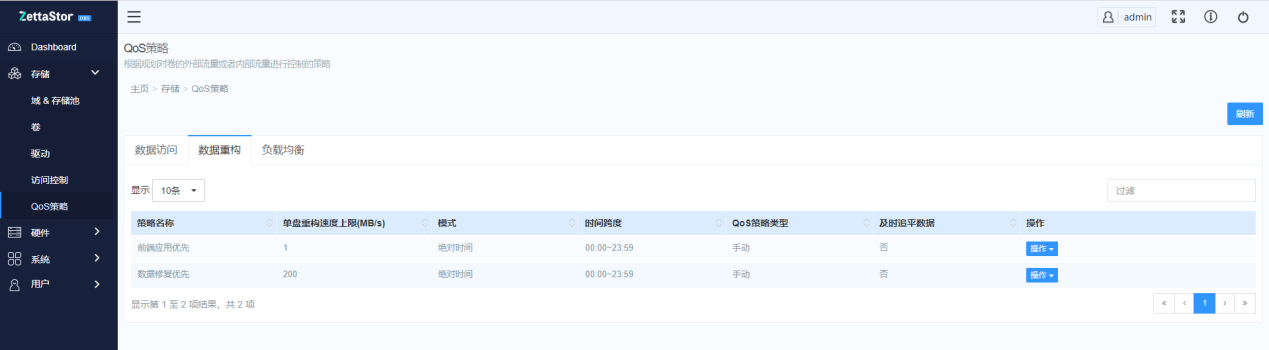 ZettaStor DBS
admin
Dashboard
存储
域 & 存储池
卷
驱动
访问控制
QoS策略
硬件
系统
用户
QoS策略
根据规划对卷的外部流量或者内部流量进行控制的策略
主页 > 存储 > QoS策略
刷新
数据访问 数据重构 负载均衡
显示 10条 过滤
策略名称 单盘重构速度上限(MB/s) 模式 时间跨度 QoS策略类型 及时追平数据 操作
前端应用优先 1 绝对时间 00:00~23:59 手动 否 操作
数据修复优先 200 绝对时间 00:00~23:59 手动 否 操作
显示第 1 至 2 项结果，共 2 项 « ‹ 1 › »